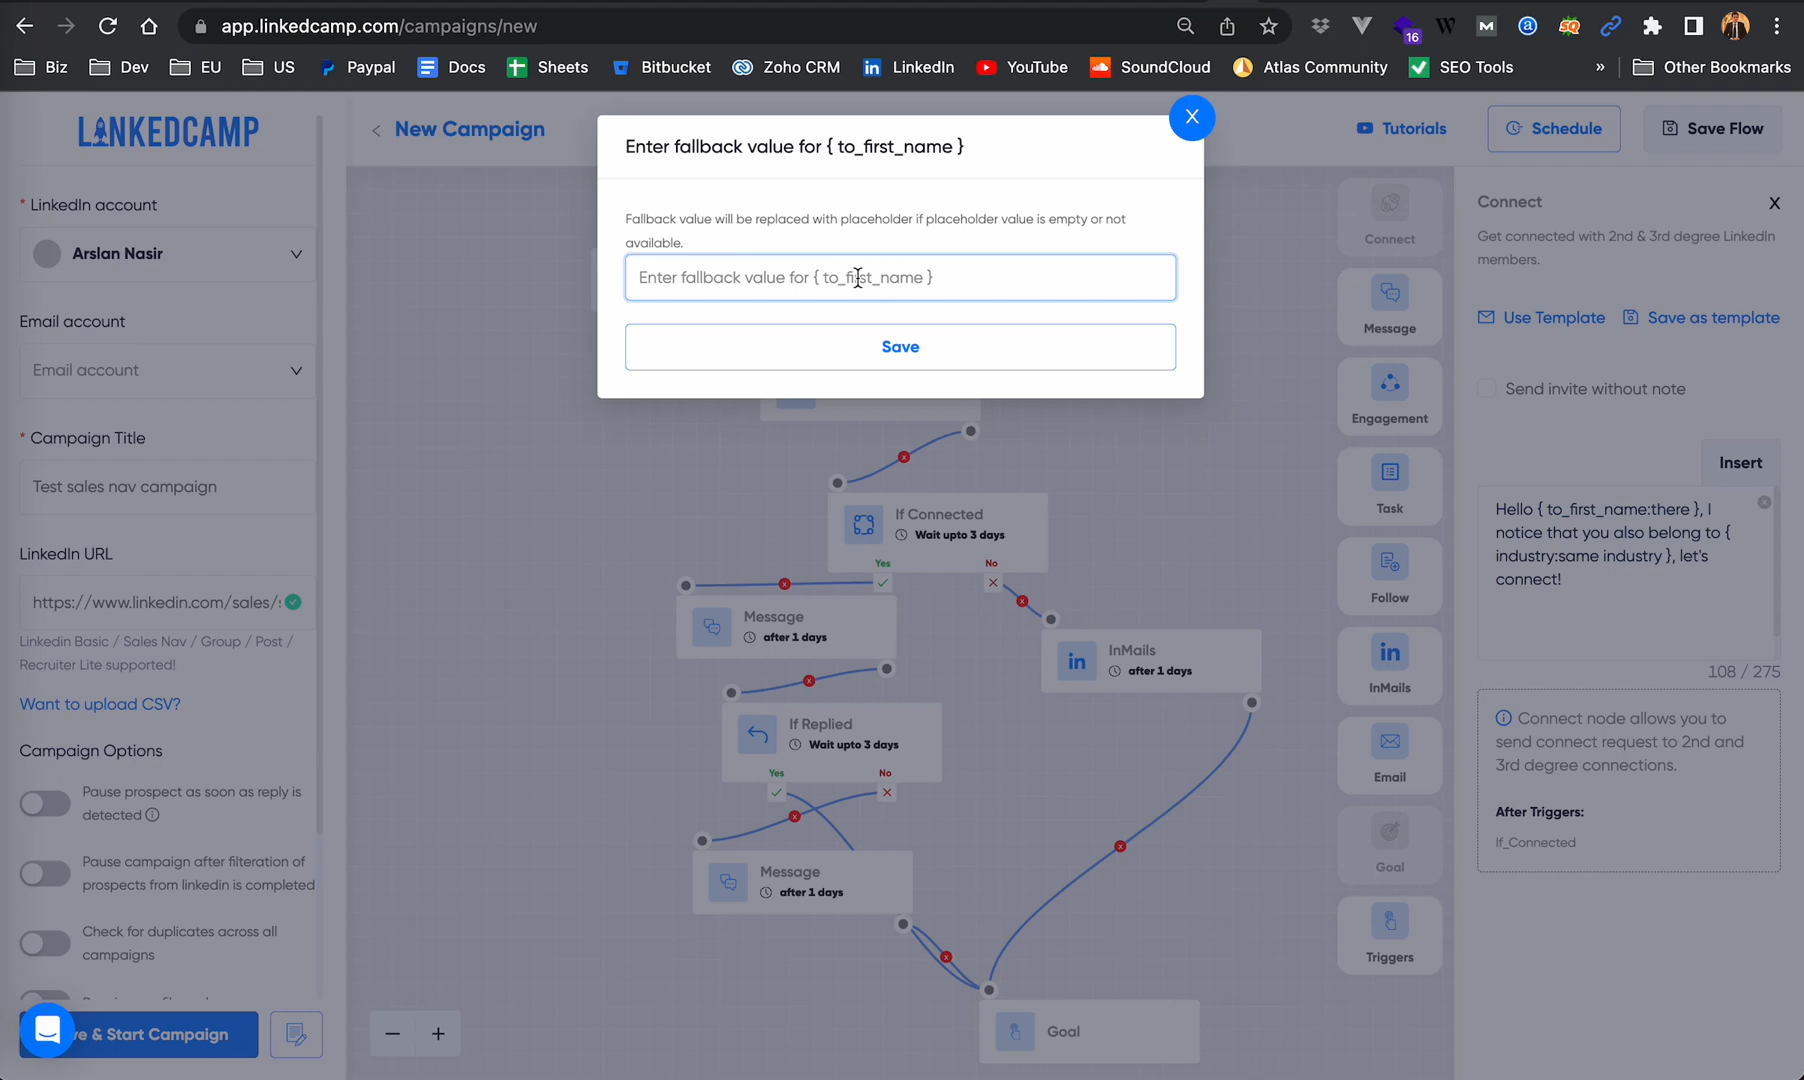 app.linkedcamp.com/campaigns/new
16
Biz
Dev
EU
US
Paypal
Docs
Sheets
Bitbucket
Zoho CRM
LinkedIn
YouTube
SoundCloud
Atlas Community
SEO Tools
»
Other Bookmarks
LINKEDCAMP
* LinkedIn account
Arslan Nasir
Email account
Email account
* Campaign Title
Test sales nav campaign
LinkedIn URL
https://www.linkedin.com/sales/s
Linkedin Basic / Sales Nav / Group / Post /
Recruiter Lite supported!
Want to upload CSV?
Campaign Options
Pause prospect as soon as reply is
detected
Pause campaign after filteration of
prospects from linkedin is completed
Check for duplicates across all
campaigns
& Start Campaign
< New Campaign
Tutorials
Schedule
Save Flow
X
Enter fallback value for { to_first_name }
Fallback value will be replaced with placeholder if placeholder value is empty or not
available.
Enter fallback value for { to_first_name }
Save
If Connected
Wait upto 3 days
Yes
No
Message
after 1 days
InMails
after 1 days
If Replied
Wait upto 3 days
Yes
No
Message
after 1 days
Goal
Connect
Message
Engagement
Task
Follow
InMails
Email
Goal
Triggers
Connect
X
Get connected with 2nd & 3rd degree LinkedIn
members.
Use Template
Save as template
Send invite without note
Insert
Hello { to_first_name:there }, I
notice that you also belong to {
industry:same industry }, let's
connect!
108 / 275
Connect node allows you to
send connect request to 2nd and
3rd degree connections.
After Triggers:
If_Connected